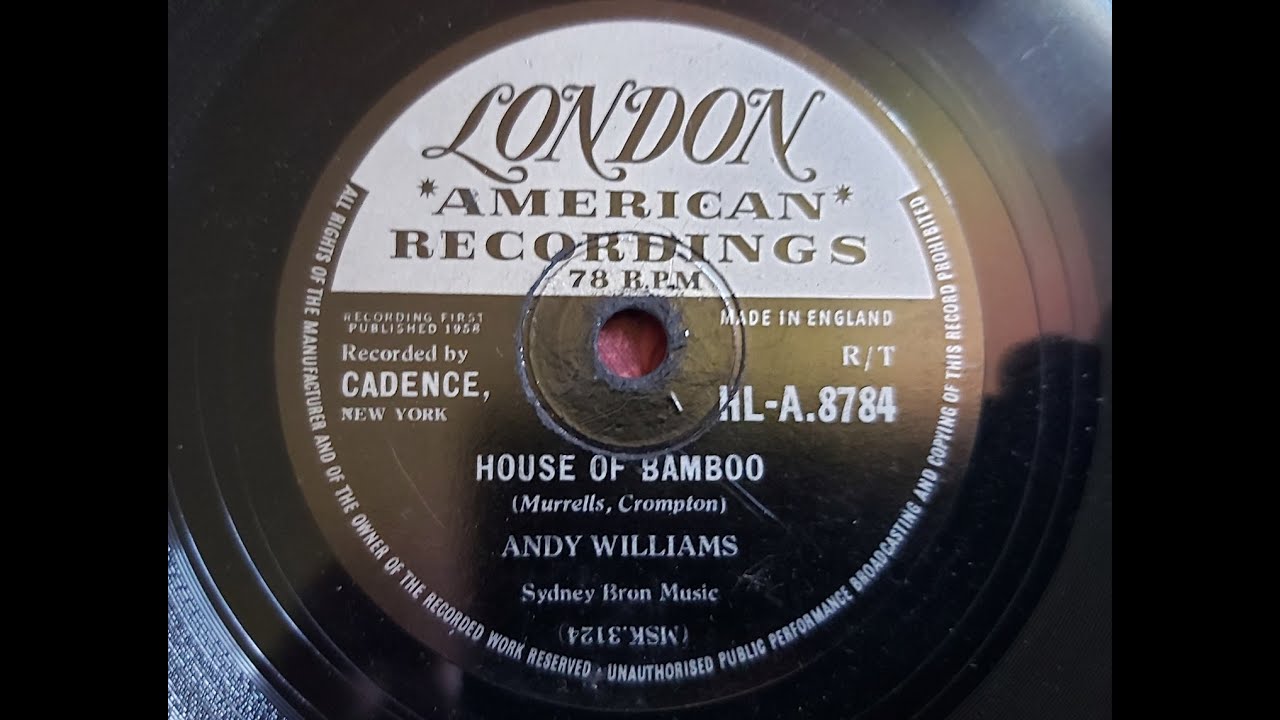 LONDON
*AMERICAN*
RECORDINGS
78 R.P.M
RECORDING FIRST
PUBLISHED 1958
Recorded by
CADENCE,
NEW YORK
MADE IN ENGLAND
R/T
HL-A.8784
HOUSE OF BAMBOO
(Murrells, Crompton)
ANDY WILLIAMS
Sydney Bron Music
(MSK.3124)
ALL RIGHTS OF THE MANUFACTURER AND OF THE OWNER OF THE RECORDED WORK RESERVED · UNAUTHORISED PUBLIC PERFORMANCE BROADCASTING AND COPYING OF THIS RECORD PROHIBITED